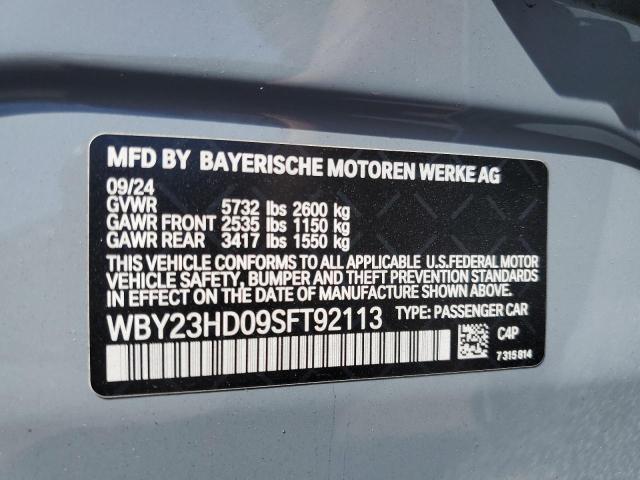 MFD BY BAYERISCHE MOTOREN WERKE AG
09/24
GVWR 5732 lbs 2600 kg
GAWR FRONT 2535 lbs 1150 kg
GAWR REAR 3417 lbs 1550 kg
THIS VEHICLE CONFORMS TO ALL APPLICABLE U.S.FEDERAL MOTOR
VEHICLE SAFETY, BUMPER AND THEFT PREVENTION STANDARDS
IN EFFECT ON THE DATE OF MANUFACTURE SHOWN ABOVE.
WBY23HD09SFT92113 TYPE: PASSENGER CAR
C4P
7315814